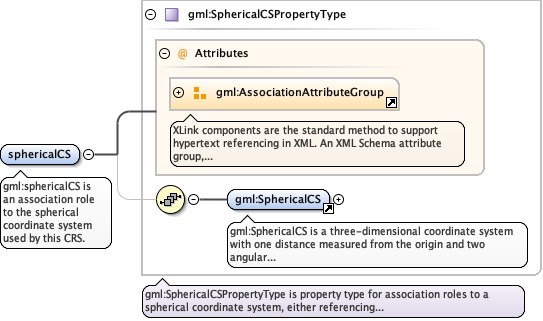 gml:SphericalCSPropertyType
@ Attributes
gml:AssociationAttributeGroup
XLink components are the standard method to support
hypertext referencing in XML. An XML Schema attribute
group,...
sphericalCS
gml:sphericalCS is
an association role
to the spherical
coordinate system
used by this CRS.
gml:SphericalCS
gml:SphericalCS is a three-dimensional coordinate system
with one distance measured from the origin and two
angular...
gml:SphericalCSPropertyType is property type for association roles to a
spherical coordinate system, either referencing...